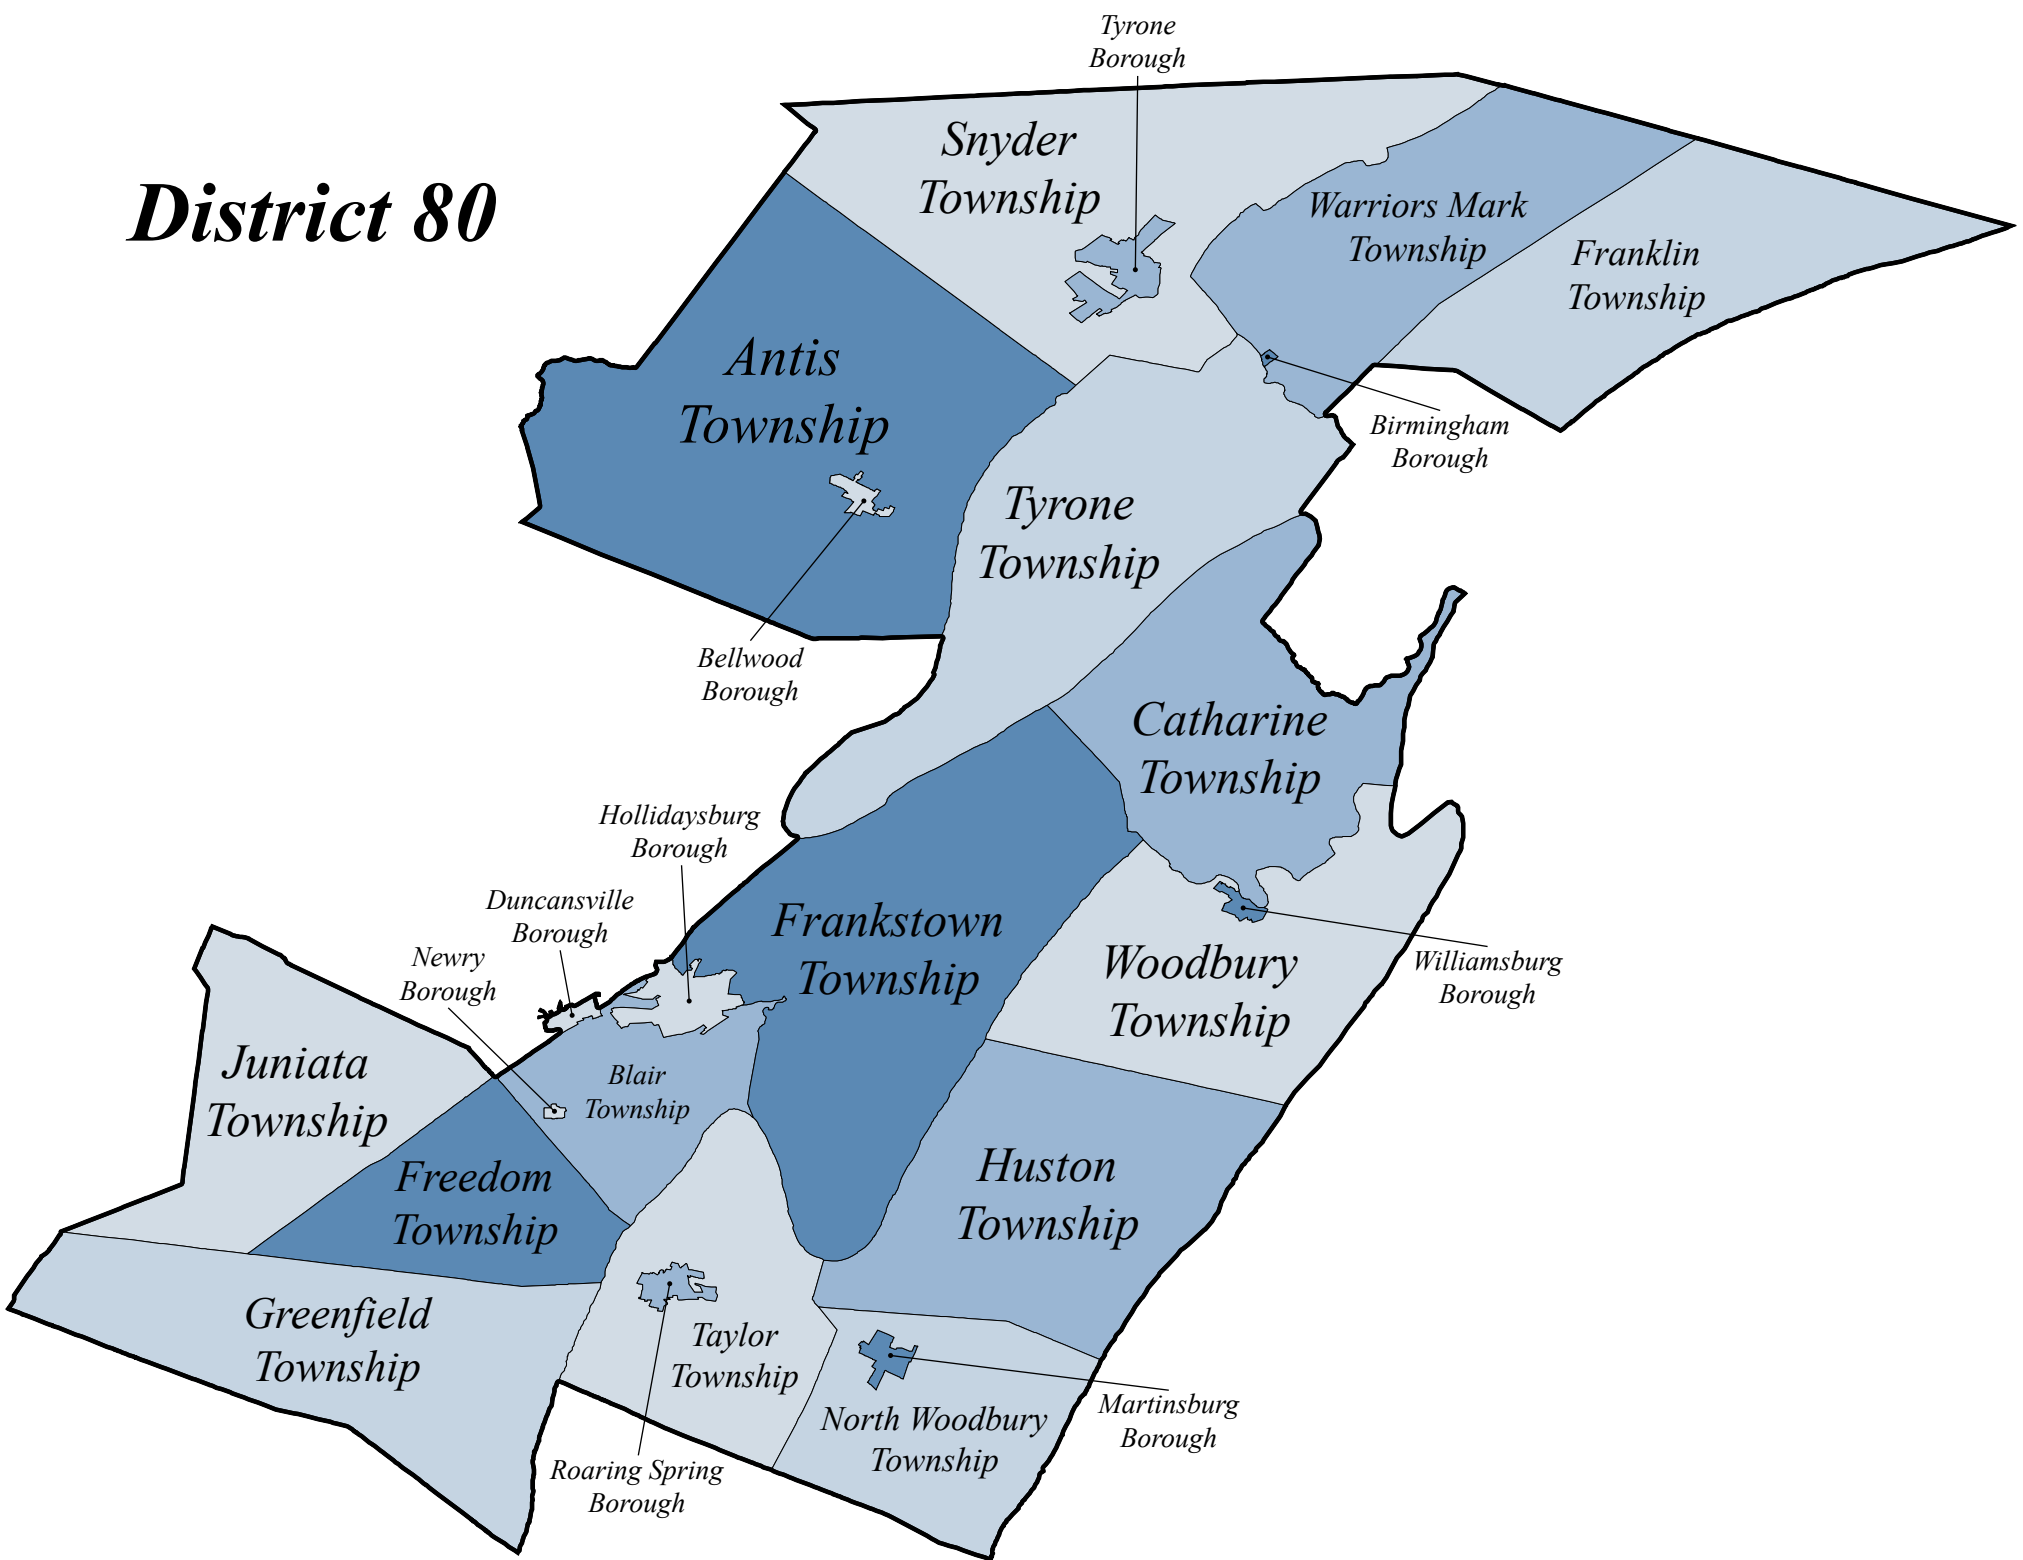 Tyrone
Borough
District 80
Snyder
Township
Warriors Mark
Township
Franklin
Township
Antis
Township
Birmingham
Borough
Tyrone
Township
Bellwood
Borough
Catharine
Township
Hollidaysburg
Borough
Duncansville
Borough
Newry
Borough
Frankstown
Township
Woodbury
Township
Williamsburg
Borough
Juniata
Township
Blair
Township
Freedom
Township
Huston
Township
Greenfield
Township
Taylor
Township
North Woodbury
Township
Martinsburg
Borough
Roaring Spring
Borough